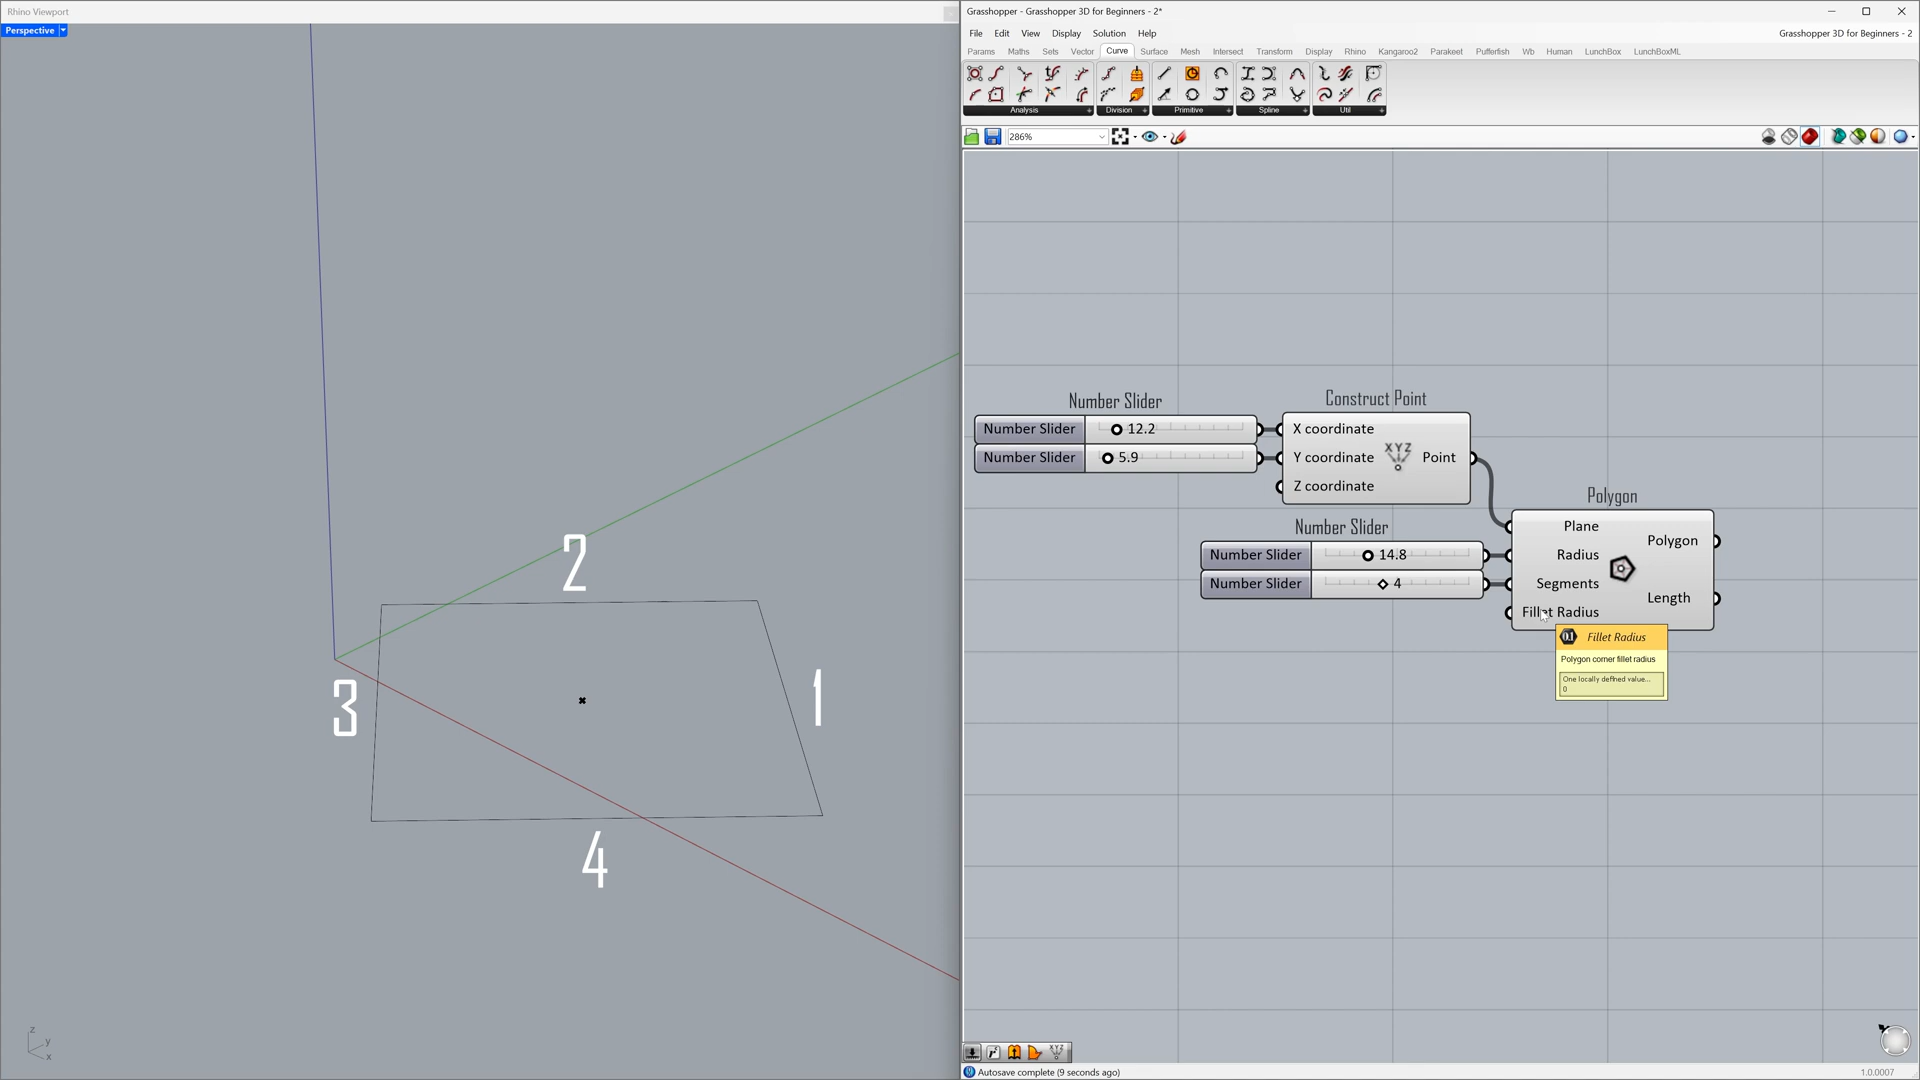 Rhino Viewport
Perspective
2
3
1
4
z
y
x
Grasshopper - Grasshopper 3D for Beginners - 2*
File Edit View Display Solution Help
Grasshopper 3D for Beginners - 2
Params Maths Sets Vector Curve Surface Mesh Intersect Transform Display Rhino Kangaroo2 Parakeet Pufferfish Wb Human LunchBox LunchBoxML
Analysis Division Primitive Spline Util
286%
Number Slider
Number Slider 12.2
Number Slider 5.9
Construct Point
X coordinate
Y coordinate
Z coordinate
XYZ
Point
Number Slider
Number Slider 14.8
Number Slider 4
Polygon
Plane
Radius
Segments
Fillet Radius
Polygon
Length
0.1 Fillet Radius
Polygon corner fillet radius
One locally defined value...
0
XYZ
Autosave complete (9 seconds ago)
1.0.0007